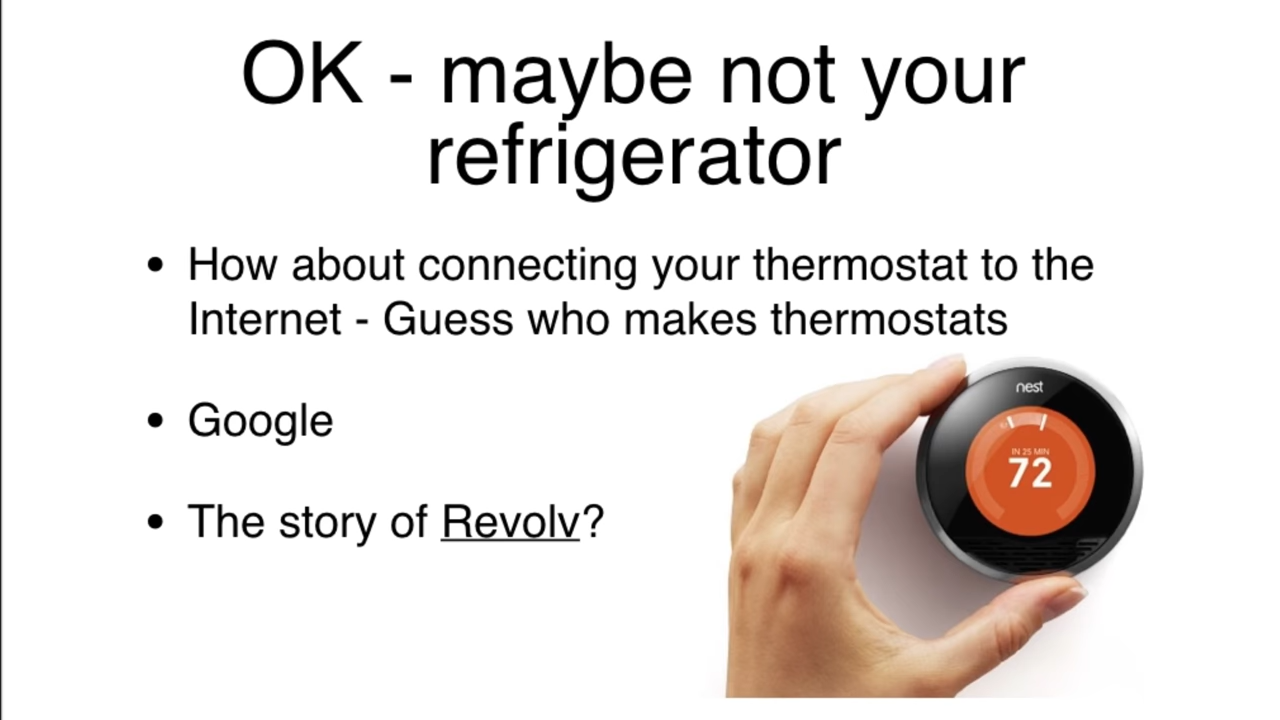 OK - maybe not your
refrigerator
• How about connecting your thermostat to the
Internet - Guess who makes thermostats
• Google
• The story of Revolv?
nest
IN 25 MIN
72